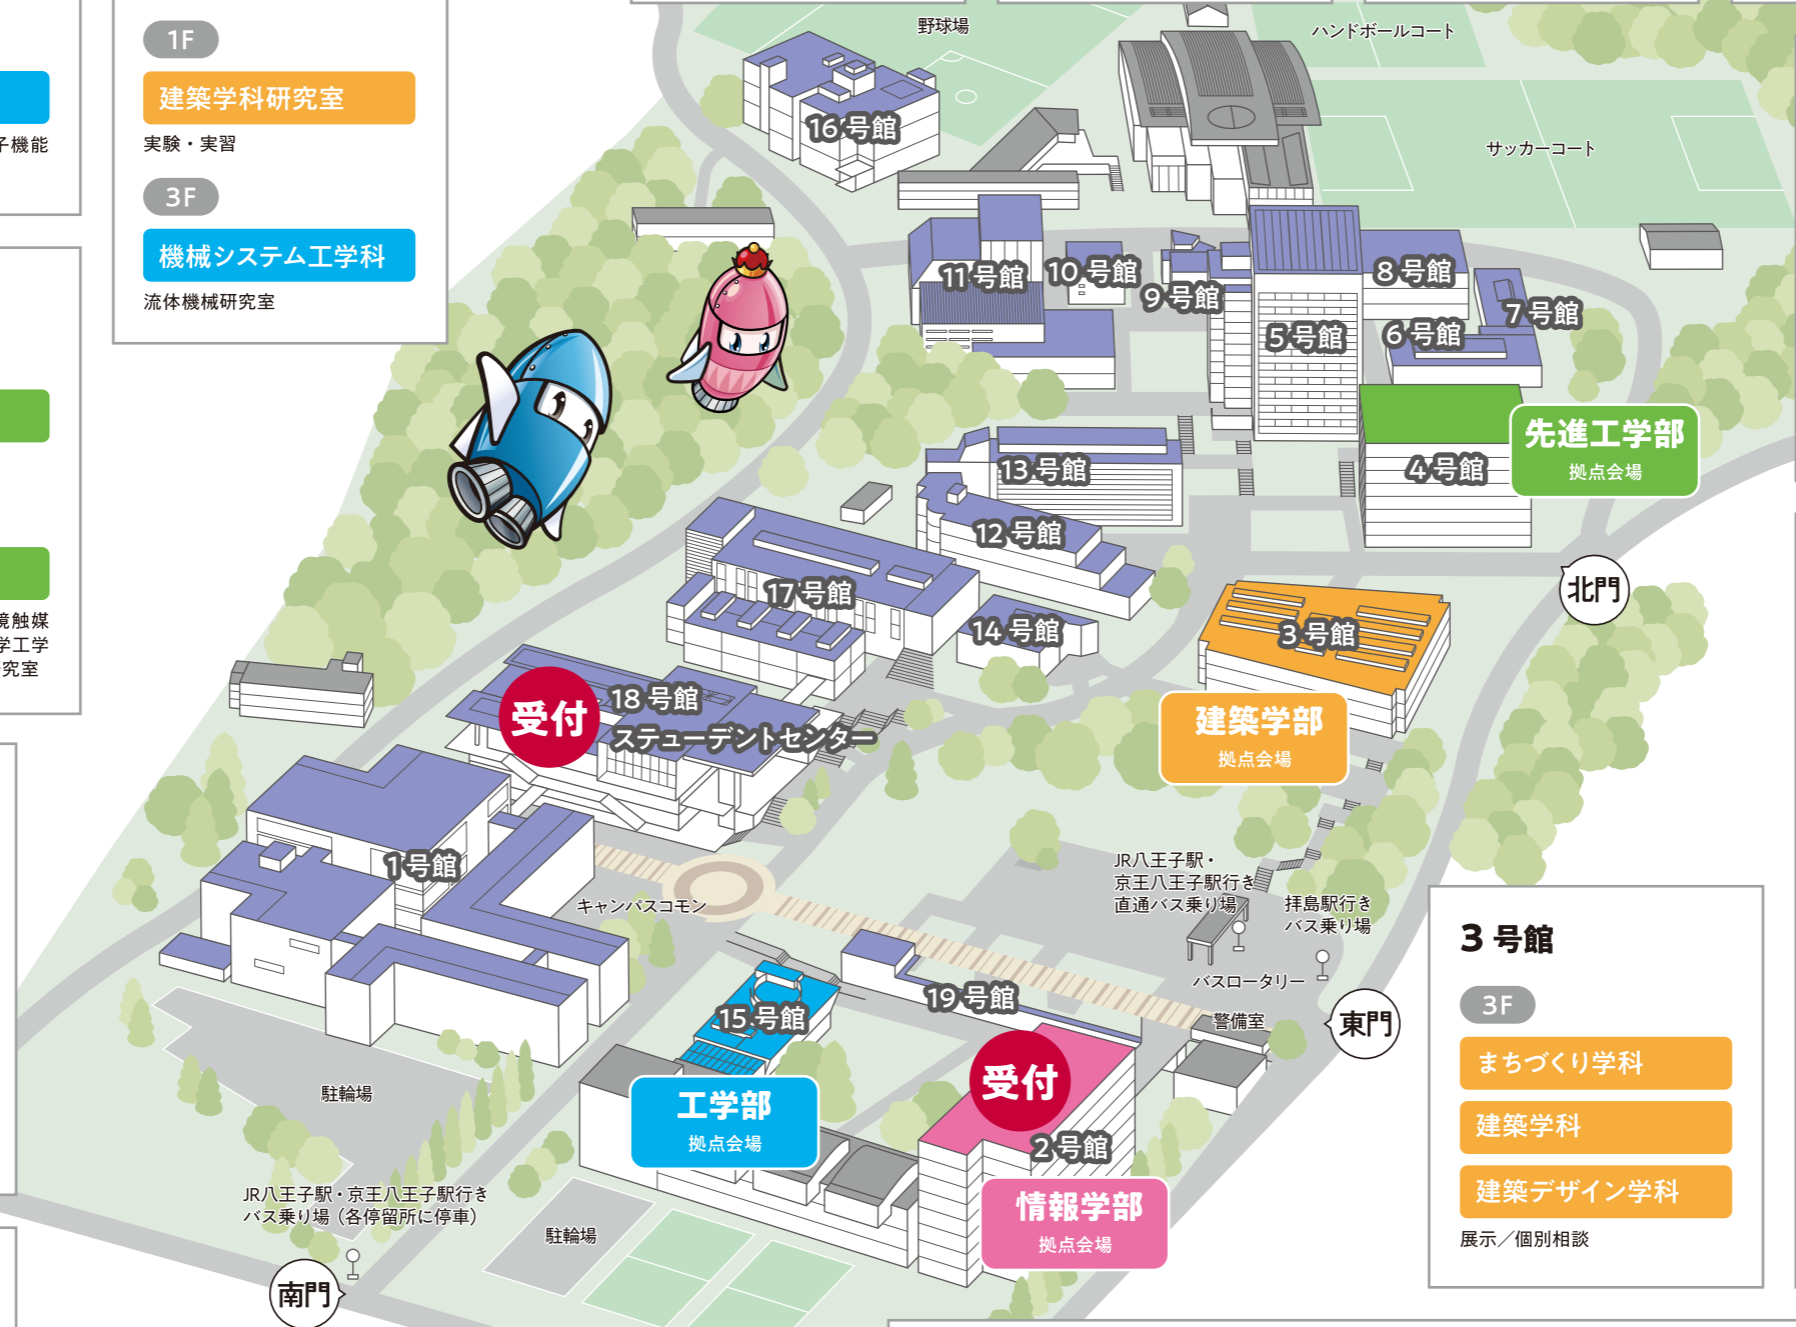 1F
建築学科研究室
実験・実習
3F
機械システム工学科
流体機械研究室
子機能
境触媒
学工学
究室
野球場
ハンドボールコート
サッカーコート
16号館
11号館
10号館
9号館
8号館
7号館
6号館
5号館
先進工学部
拠点会場
4号館
13号館
12号館
17号館
14号館
北門
3号館
建築学部
拠点会場
受付
18号館
ステューデントセンター
1号館
キャンパスコモン
JR八王子駅・
京王八王子駅行き
直通バス乗り場
拝島駅行き
バス乗り場
バスロータリー
警備室
東門
19号館
15号館
工学部
拠点会場
受付
2号館
情報学部
拠点会場
駐輪場
JR八王子駅・京王八王子駅行き
バス乗り場(各停留所に停車)
駐輪場
南門
3号館
3F
まちづくり学科
建築学科
建築デザイン学科
展示／個別相談